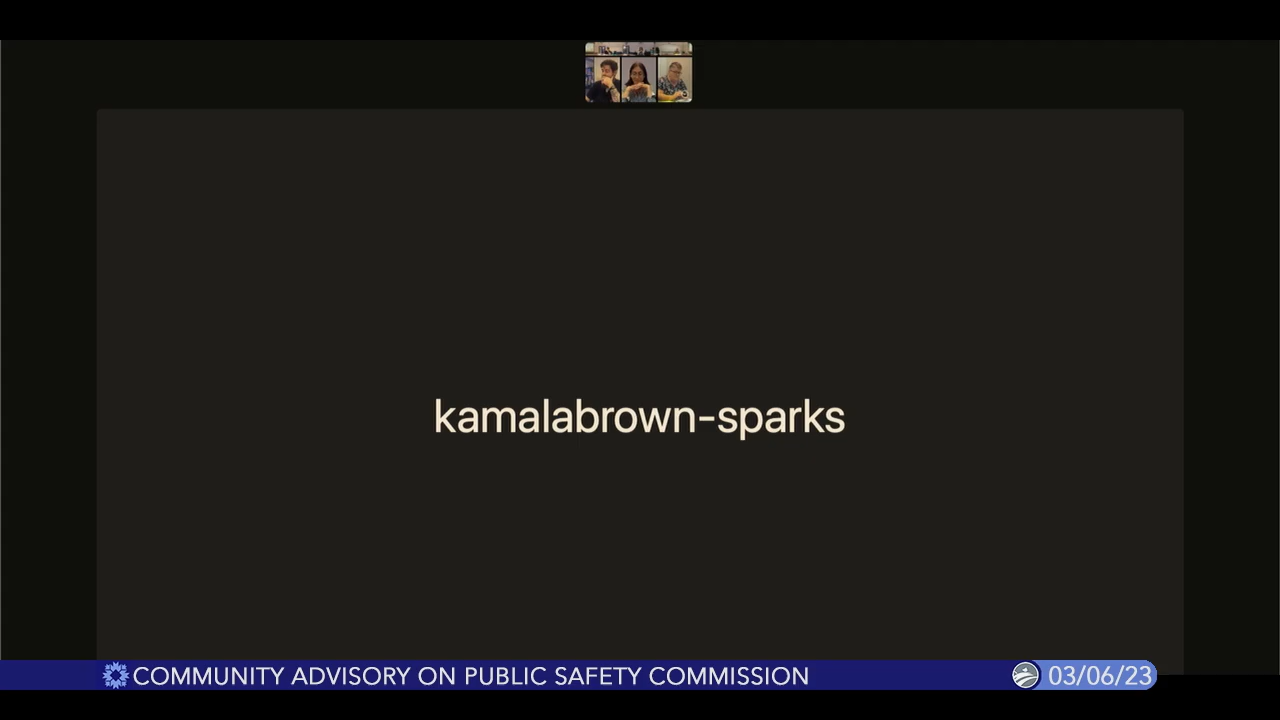 kamalabrown-sparks
COMMUNITY ADVISORY ON PUBLIC SAFETY COMMISSION
03/06/23